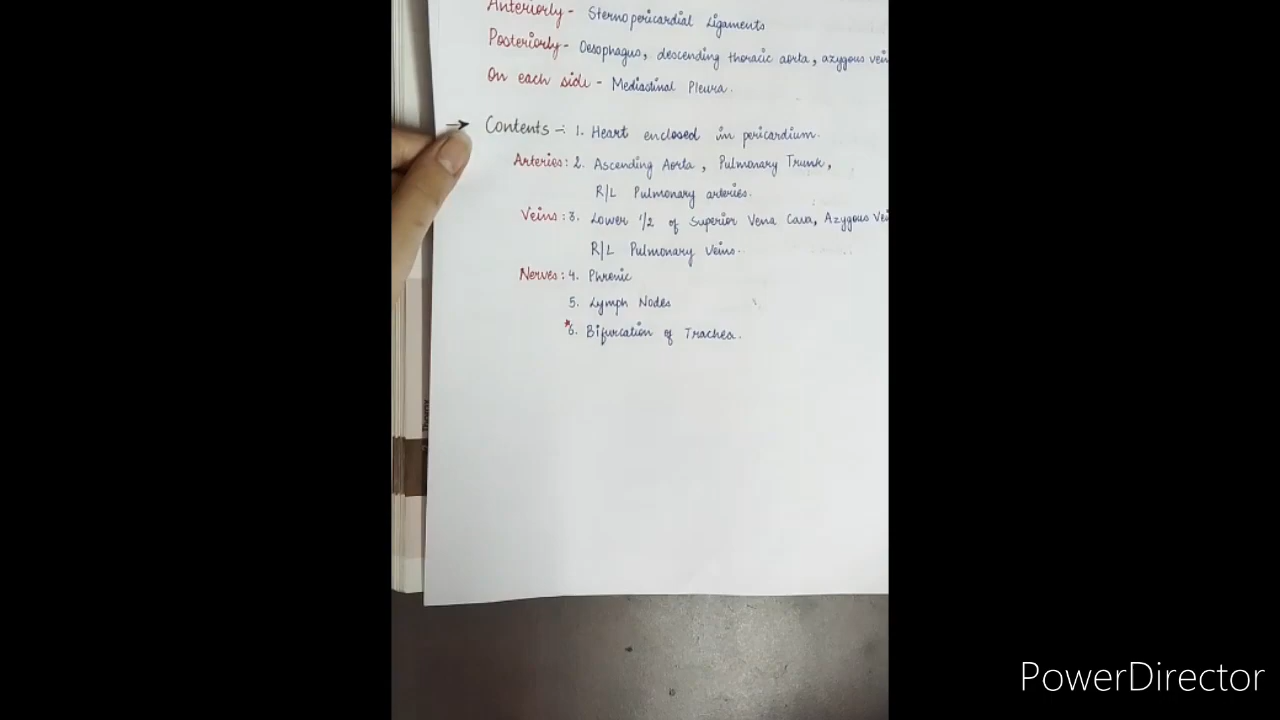 Anteriorly - Sternopericardial Ligaments
Posteriorly - Oesophagus, descending thoracic aorta, azygous vein
On each side - Mediastinal Pleura.
→ Contents :- 1. Heart enclosed in pericardium.
Arteries: 2. Ascending Aorta, Pulmonary Trunk,
R/L Pulmonary arteries.
Veins: 3. Lower 1/2 of Superior Vena Cava, Azygous Vei
R/L Pulmonary Veins.
Nerves: 4. Phrenic
5. Lymph Nodes
*6. Bifurcation of Trachea.
Thorax
PowerDirector